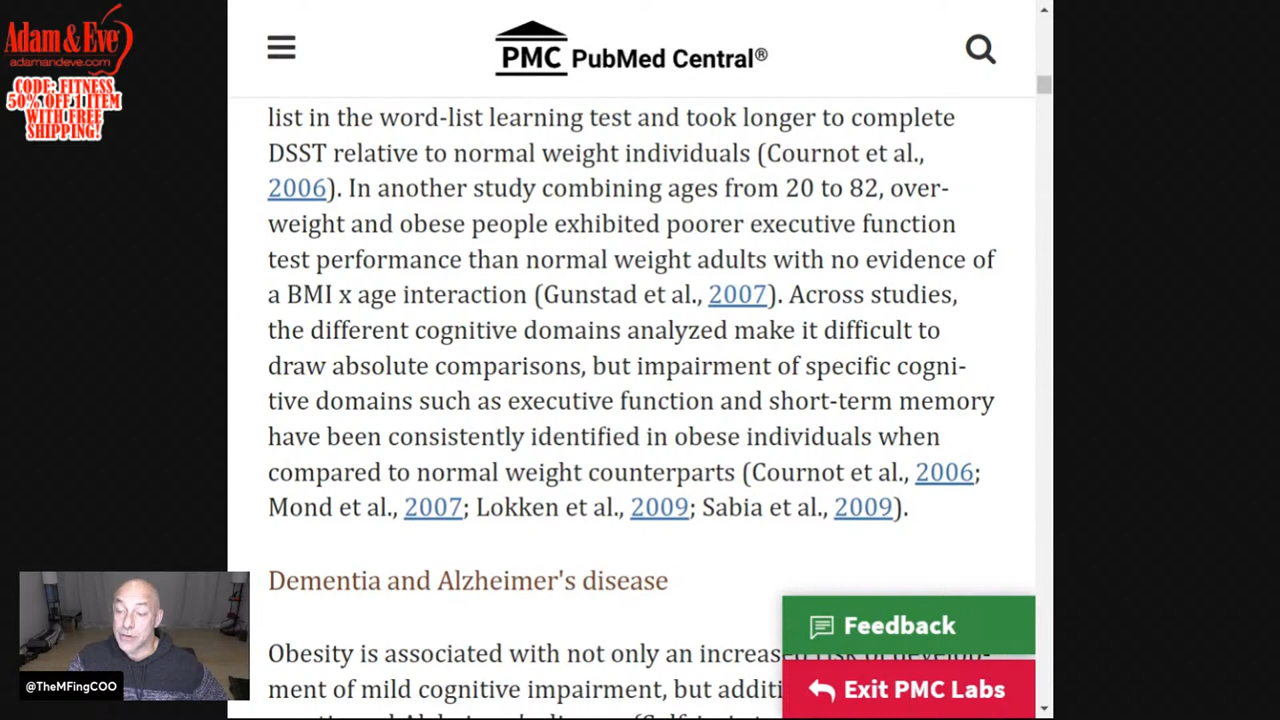 Adam & Eve
adamandeve.com
CODE: FITNESS
50% OFF 1 ITEM
WITH FREE
SHIPPING!
PMC PubMed Central®
list in the word-list learning test and took longer to complete
DSST relative to normal weight individuals (Cournot et al.,
2006). In another study combining ages from 20 to 82, over-
weight and obese people exhibited poorer executive function
test performance than normal weight adults with no evidence of
a BMI x age interaction (Gunstad et al., 2007). Across studies,
the different cognitive domains analyzed make it difficult to
draw absolute comparisons, but impairment of specific cogni-
tive domains such as executive function and short-term memory
have been consistently identified in obese individuals when
compared to normal weight counterparts (Cournot et al., 2006;
Mond et al., 2007; Lokken et al., 2009; Sabia et al., 2009).
Dementia and Alzheimer's disease
Obesity is associated with not only an increased risk of develop-
ment of mild cognitive impairment, but additi
Feedback
Exit PMC Labs
@TheMFingCOO